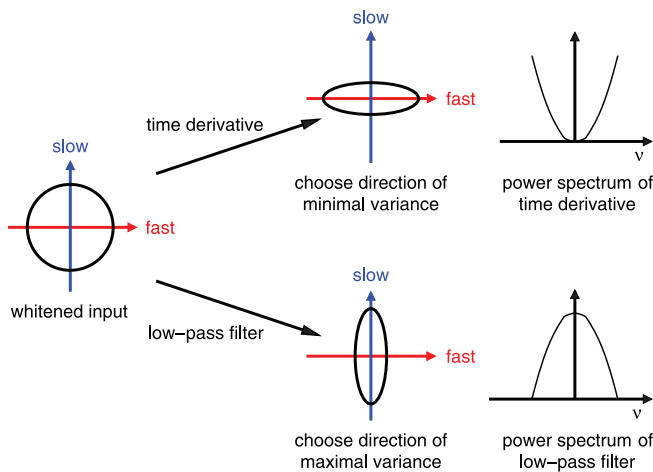 slow
fast
time derivative
choose direction of
minimal variance
ν
power spectrum of
time derivative
slow
fast
whitened input
low–pass filter
slow
fast
choose direction of
maximal variance
ν
power spectrum of
low–pass filter